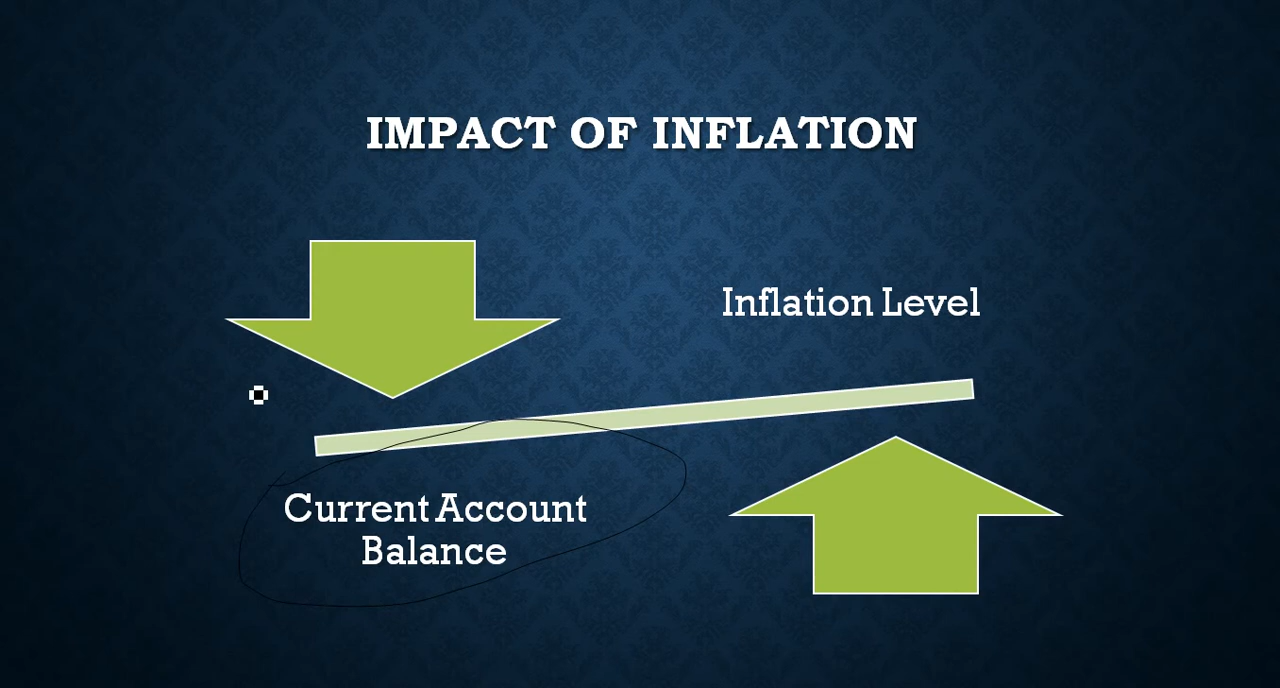 IMPACT OF INFLATION
Inflation Level
Current Account
Balance